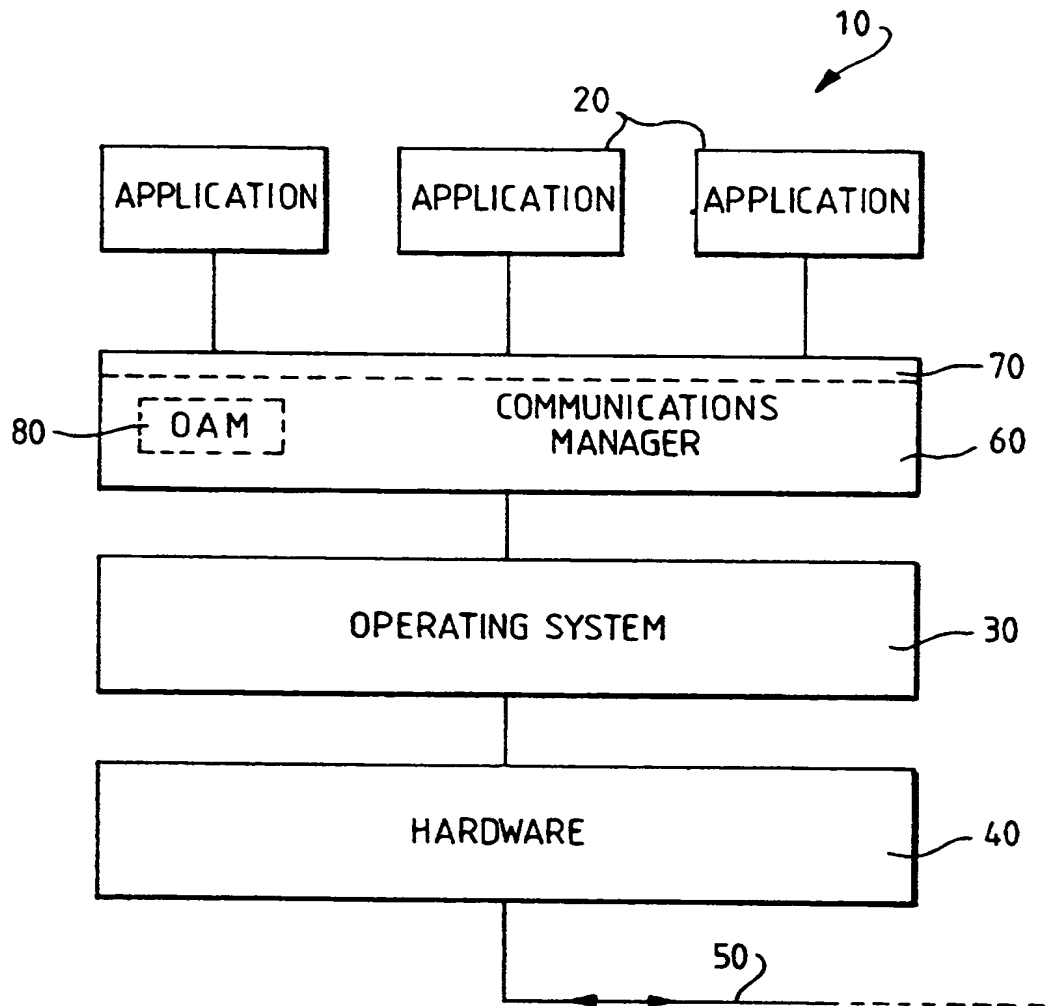 10
20
APPLICATION
APPLICATION
APPLICATION
70
80
OAM
COMMUNICATIONS
MANAGER
60
OPERATING SYSTEM
30
HARDWARE
40
50